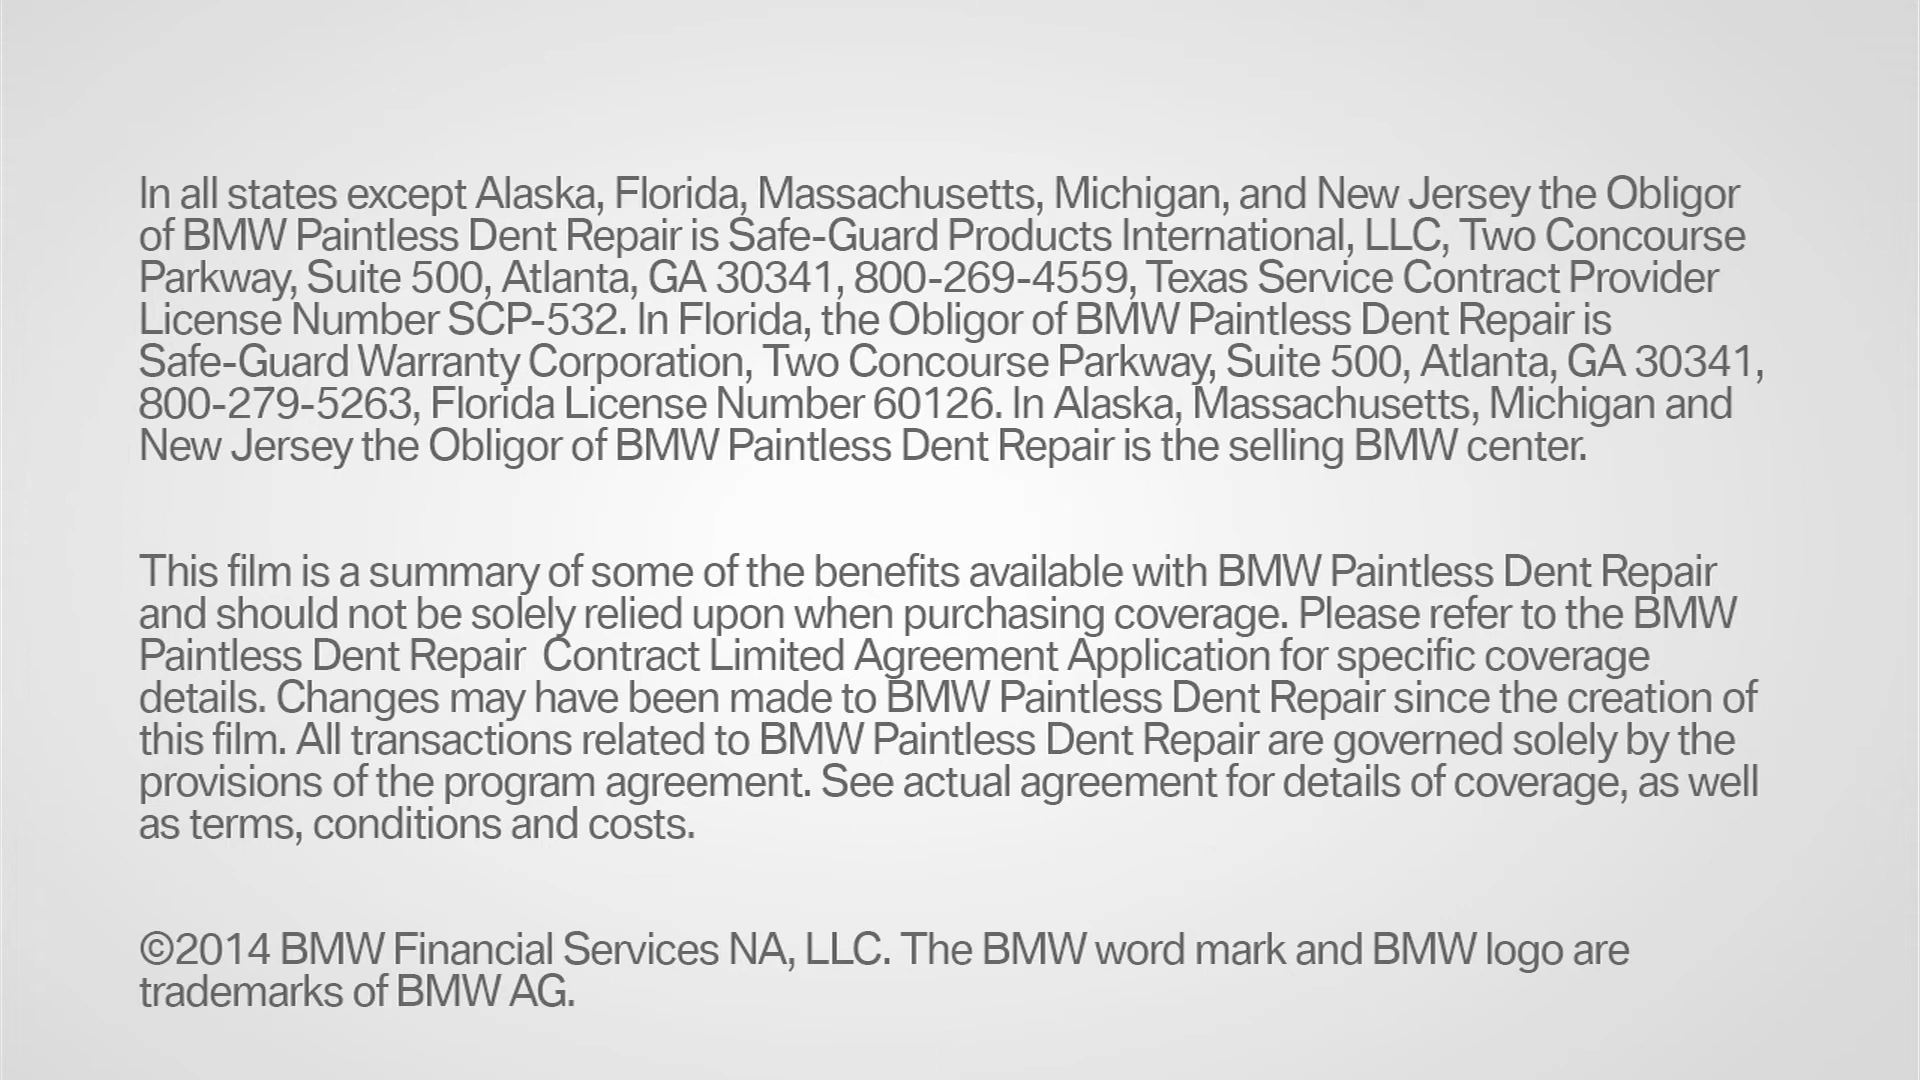 In all states except Alaska, Florida, Massachusetts, Michigan, and New Jersey the Obligor
of BMW Paintless Dent Repair is Safe-Guard Products International, LLC, Two Concourse
Parkway, Suite 500, Atlanta, GA 30341, 800-269-4559, Texas Service Contract Provider
License Number SCP-532. In Florida, the Obligor of BMW Paintless Dent Repair is
Safe-Guard Warranty Corporation, Two Concourse Parkway, Suite 500, Atlanta, GA 30341,
800-279-5263, Florida License Number 60126. In Alaska, Massachusetts, Michigan and
New Jersey the Obligor of BMW Paintless Dent Repair is the selling BMW center.
This film is a summary of some of the benefits available with BMW Paintless Dent Repair
and should not be solely relied upon when purchasing coverage. Please refer to the BMW
Paintless Dent Repair  Contract Limited Agreement Application for specific coverage
details. Changes may have been made to BMW Paintless Dent Repair since the creation of
this film. All transactions related to BMW Paintless Dent Repair are governed solely by the
provisions of the program agreement. See actual agreement for details of coverage, as well
as terms, conditions and costs.
©2014 BMW Financial Services NA, LLC. The BMW word mark and BMW logo are
trademarks of BMW AG.